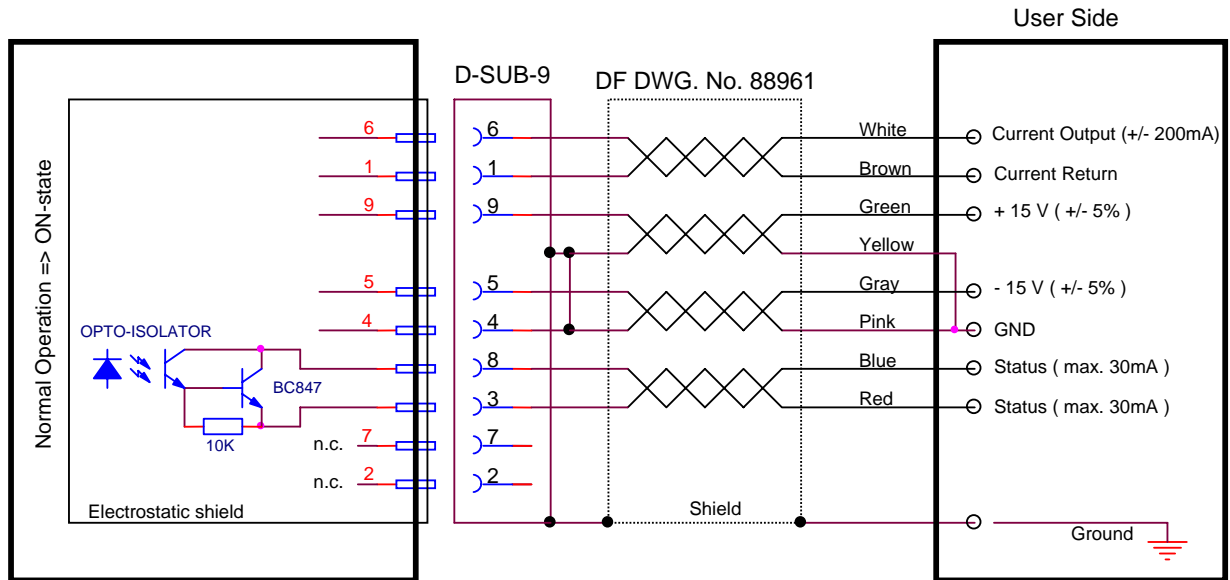 User Side
D-SUB-9
DF DWG. No. 88961
Normal Operation => ON-state
6 6 White Current Output (+/- 200mA)
1 1 Brown Current Return
9 9 Green + 15 V ( +/- 5% )
Yellow
5 5 Gray - 15 V ( +/- 5% )
4 4 Pink GND
OPTO-ISOLATOR
8 Blue Status ( max. 30mA )
BC847
3 Red Status ( max. 30mA )
10K
n.c. 7 7
n.c. 2 2
Electrostatic shield
Shield
Ground